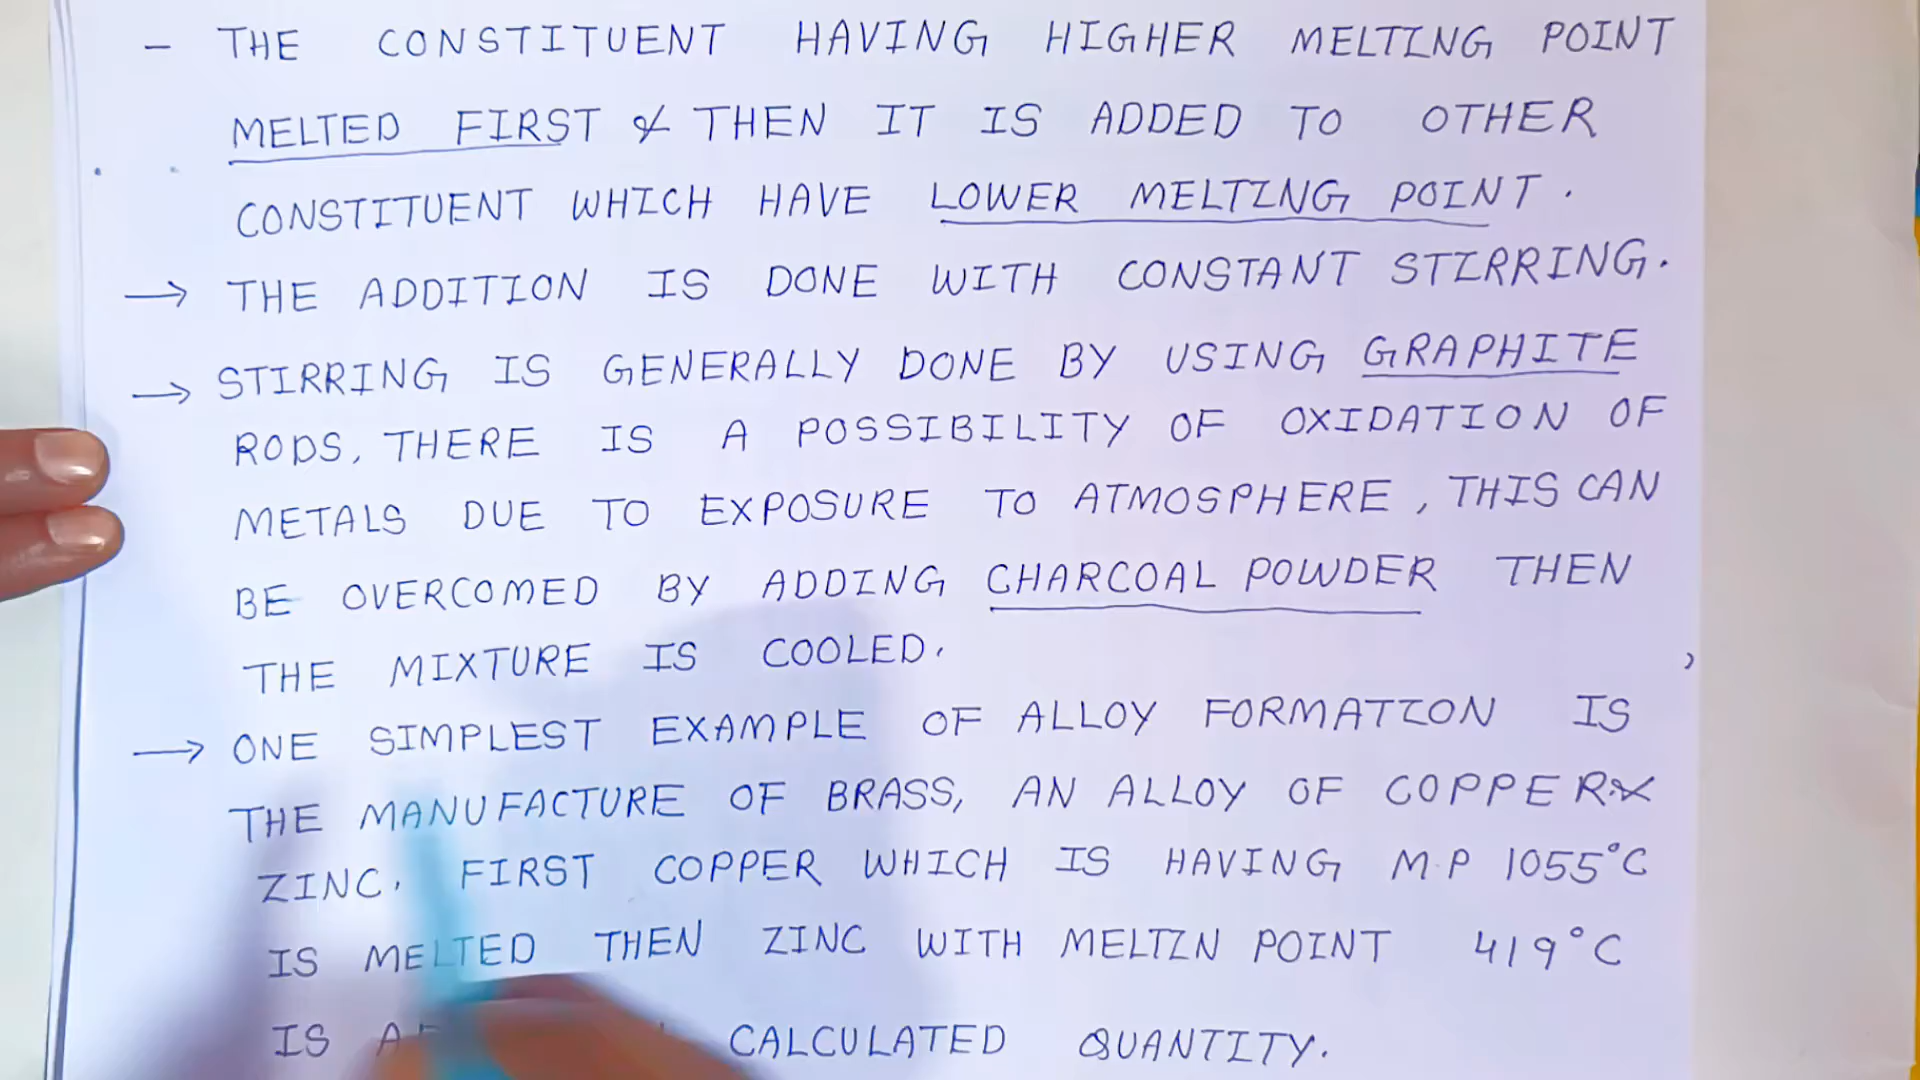 - THE CONSTITUENT HAVING HIGHER MELTING POINT
MELTED FIRST & THEN IT IS ADDED TO OTHER
CONSTITUENT WHICH HAVE LOWER MELTING POINT.
→ THE ADDITION IS DONE WITH CONSTANT STIRRING.
→ STIRRING IS GENERALLY DONE BY USING GRAPHITE
RODS, THERE IS A POSSIBILITY OF OXIDATION OF
METALS DUE TO EXPOSURE TO ATMOSPHERE, THIS CAN
BE OVERCOMED BY ADDING CHARCOAL POWDER THEN
THE MIXTURE IS COOLED.
→ ONE SIMPLEST EXAMPLE OF ALLOY FORMATION IS
THE MANUFACTURE OF BRASS, AN ALLOY OF COPPER &
ZINC. FIRST COPPER WHICH IS HAVING M.P 1055°C
IS MELTED THEN ZINC WITH MELTIN POINT 419°C
IS CALCULATED QUANTITY.